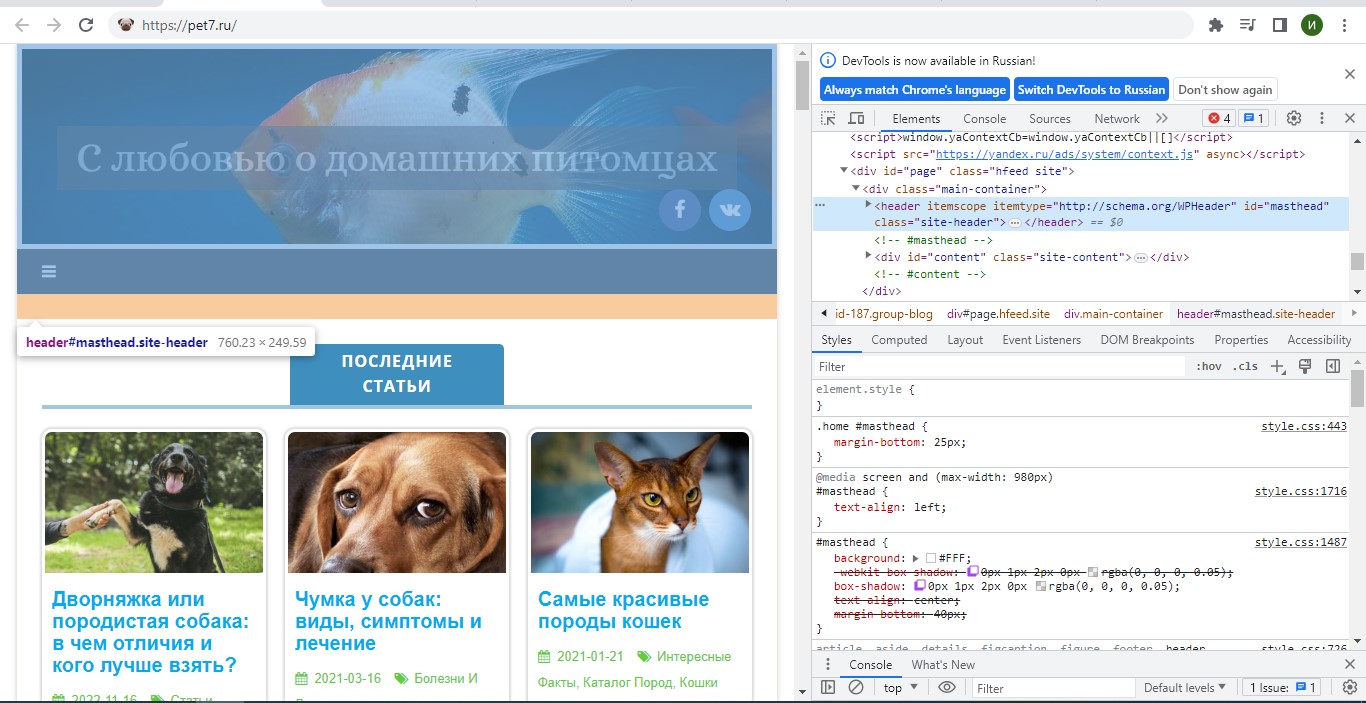 https://pet7.ru/
И
С любовью о домашних питомцах
header#masthead.site-header 760.23 × 249.59
ПОСЛЕДНИЕ
СТАТЬИ
Дворняжка или
породистая собака:
в чем отличия и
кого лучше взять?
2022-11-16 Статьи
Чумка у собак:
виды, симптомы и
лечение
2021-03-16 Болезни И
Самые красивые
породы кошек
2021-01-21 Интересные
Факты, Каталог Пород, Кошки
DevTools is now available in Russian!
Always match Chrome's language Switch DevTools to Russian Don't show again
Elements Console Sources Network 4 1
<script>window.yaContextCb=window.yaContextCb||[]</script>
<script src="https://yandex.ru/ads/system/context.js" async></script>
<div id="page" class="hfeed site">
<div class="main-container">
<header itemscope itemtype="http://schema.org/WPHeader" id="masthead"
class="site-header">…</header> == $0
<!-- #masthead -->
<div id="content" class="site-content">…</div>
<!-- #content -->
</div>
id-187.group-blog div#page.hfeed.site div.main-container header#masthead.site-header
Styles Computed Layout Event Listeners DOM Breakpoints Properties Accessibility
Filter :hov .cls
element.style {
}
.home #masthead { style.css:443
margin-bottom: 25px;
}
@media screen and (max-width: 980px)
#masthead { style.css:1716
text-align: left;
}
#masthead { style.css:1487
background: #FFF;
-webkit-box-shadow: 0px 1px 2px 0px rgba(0, 0, 0, 0.05);
box-shadow: 0px 1px 2px 0px rgba(0, 0, 0, 0.05);
text-align: center;
margin-bottom: 40px;
}
article, aside, details, figcaption, figure, footer, header, style.css:726
Console What's New
top Filter Default levels 1 Issue: 1